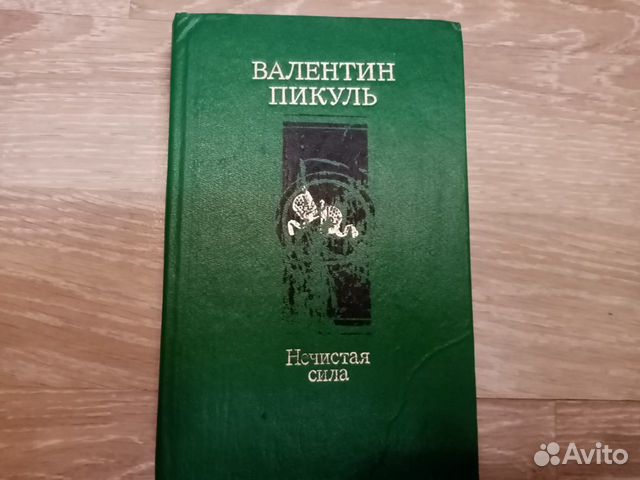 ВАЛЕНТИН
ПИКУЛЬ
Нечистая
сила
Avito